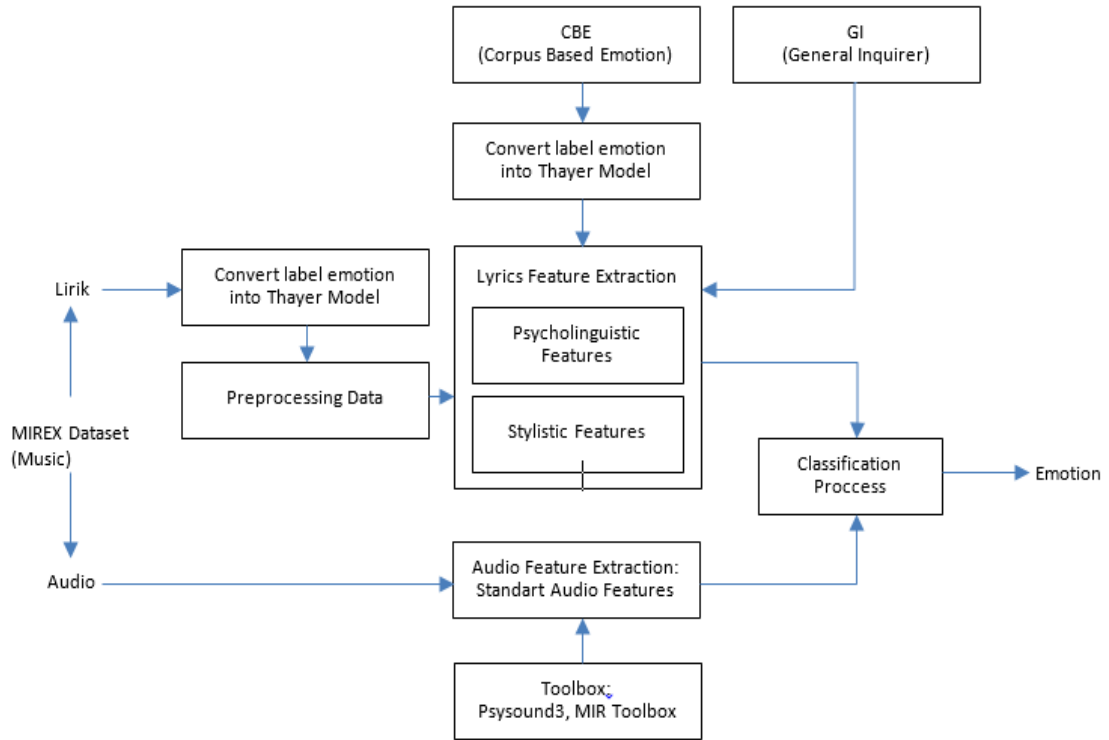 CBE
(Corpus Based Emotion)
GI
(General Inquirer)
Convert label emotion
into Thayer Model
Lirik
Convert label emotion
into Thayer Model
Lyrics Feature Extraction
Psycholinguistic
Features
Preprocessing Data
Stylistic Features
MIREX Dataset
(Music)
Classification
Proccess
Emotion
Audio
Audio Feature Extraction:
Standart Audio Features
Toolbox:
Psysound3, MIR Toolbox